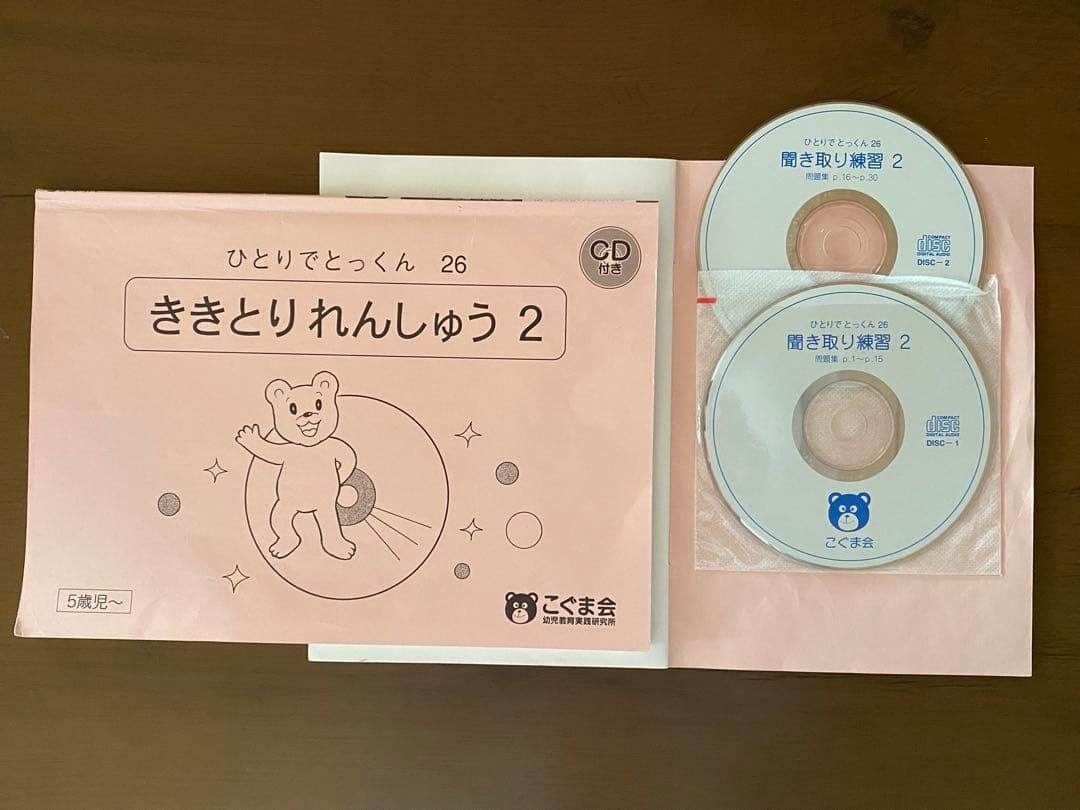 ひとりでとっくん 26
CD
付き
ききとりれんしゅう 2
5歳児～
こぐま会
幼児教育実践研究所
ひとりでとっくん 26
聞き取り練習 2
問題集 p.16～p.30
COMPACT
disc
DIGITAL AUDIO
DISC－2
ひとりでとっくん 26
聞き取り練習 2
問題集 p.1～p.15
COMPACT
disc
DIGITAL AUDIO
DISC－1
こぐま会